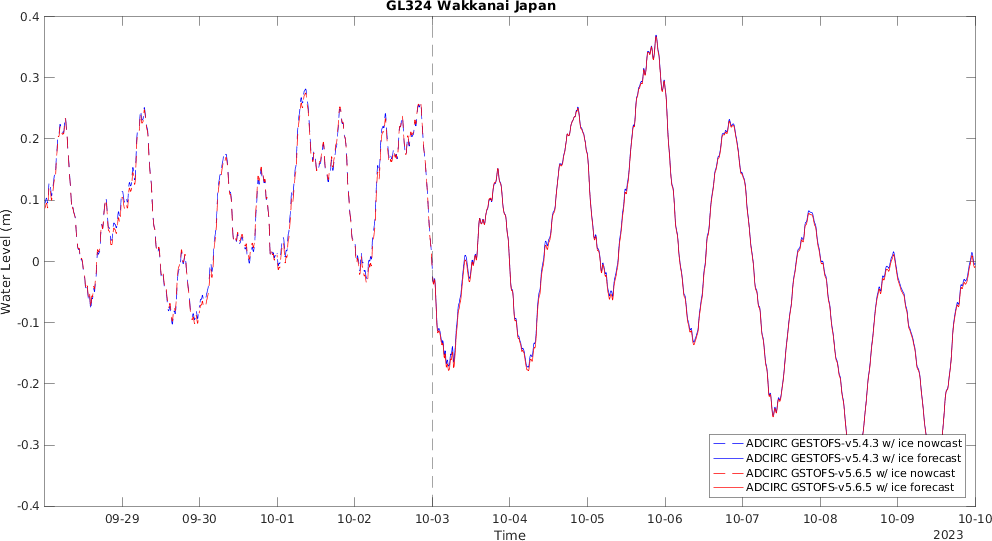 GL324 Wakkanai Japan
0.4
0.3
0.2
0.1
0
-0.1
-0.2
-0.3
-0.4
Water Level (m)
ADCIRC GESTOFS-v5.4.3 w/ ice nowcast
ADCIRC GESTOFS-v5.4.3 w/ ice forecast
ADCIRC GSTOFS-v5.6.5 w/ ice nowcast
ADCIRC GSTOFS-v5.6.5 w/ ice forecast
09-29 09-30 10-01 10-02 10-03 10-04 10-05 10-06 10-07 10-08 10-09 10-10
Time 2023